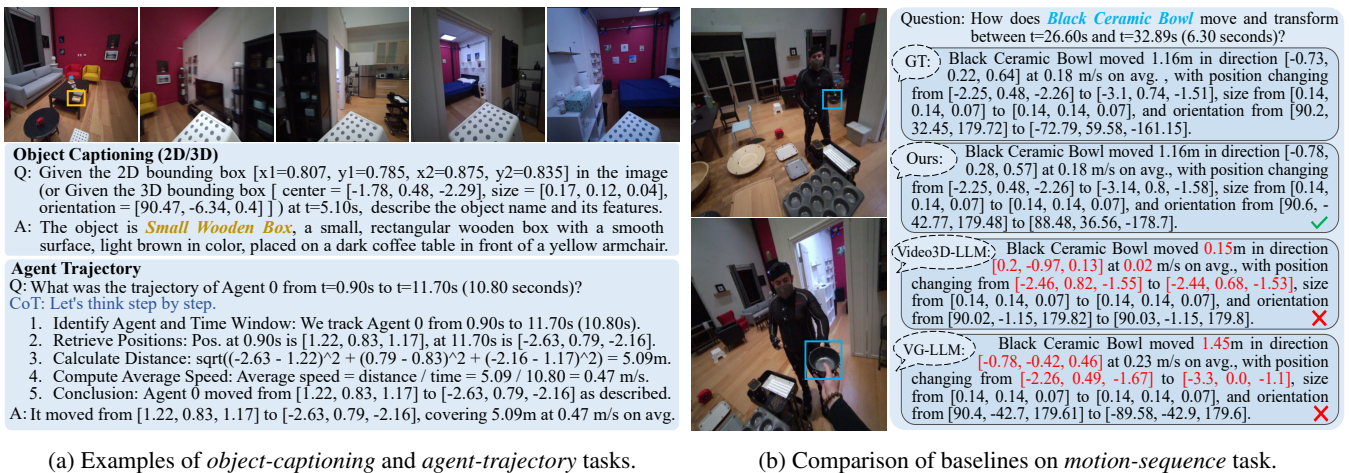 Object Captioning (2D/3D)
Q: Given the 2D bounding box [x1=0.807, y1=0.785, x2=0.875, y2=0.835] in the image
(or Given the 3D bounding box [ center = [-1.78, 0.48, -2.29], size = [0.17, 0.12, 0.04],
orientation = [90.47, -6.34, 0.4] ] ) at t=5.10s, describe the object name and its features.
A: The object is Small Wooden Box, a small, rectangular wooden box with a smooth
surface, light brown in color, placed on a dark coffee table in front of a yellow armchair.
Agent Trajectory
Q: What was the trajectory of Agent 0 from t=0.90s to t=11.70s (10.80 seconds)?
CoT: Let's think step by step.
1. Identify Agent and Time Window: We track Agent 0 from 0.90s to 11.70s (10.80s).
2. Retrieve Positions: Pos. at 0.90s is [1.22, 0.83, 1.17], at 11.70s is [-2.63, 0.79, -2.16].
3. Calculate Distance: sqrt((-2.63 - 1.22)^2 + (0.79 - 0.83)^2 + (-2.16 - 1.17)^2) = 5.09m.
4. Compute Average Speed: Average speed = distance / time = 5.09 / 10.80 = 0.47 m/s.
5. Conclusion: Agent 0 moved from [1.22, 0.83, 1.17] to [-2.63, 0.79, -2.16] as described.
A: It moved from [1.22, 0.83, 1.17] to [-2.63, 0.79, -2.16], covering 5.09m at 0.47 m/s on avg.
(a) Examples of object-captioning and agent-trajectory tasks.
Question: How does Black Ceramic Bowl move and transform
between t=26.60s and t=32.89s (6.30 seconds)?
GT: Black Ceramic Bowl moved 1.16m in direction [-0.73,
0.22, 0.64] at 0.18 m/s on avg. , with position changing
from [-2.25, 0.48, -2.26] to [-3.1, 0.74, -1.51], size from [0.14,
0.14, 0.07] to [0.14, 0.14, 0.07], and orientation from [90.2,
32.45, 179.72] to [-72.79, 59.58, -161.15].
Ours: Black Ceramic Bowl moved 1.16m in direction [-0.78,
0.28, 0.57] at 0.18 m/s on avg., with position changing
from [-2.25, 0.48, -2.26] to [-3.14, 0.8, -1.58], size from [0.14,
0.14, 0.07] to [0.14, 0.14, 0.07], and orientation from [90.6, -
42.77, 179.48] to [88.48, 36.56, -178.7].
Video3D-LLM: Black Ceramic Bowl moved 0.15m in direction
[0.2, -0.97, 0.13] at 0.02 m/s on avg., with position
changing from [-2.46, 0.82, -1.55] to [-2.44, 0.68, -1.53], size
from [0.14, 0.14, 0.07] to [0.14, 0.14, 0.07], and orientation
from [90.02, -1.15, 179.82] to [90.03, -1.15, 179.8].
VG-LLM: Black Ceramic Bowl moved 1.45m in direction
[-0.78, -0.42, 0.46] at 0.23 m/s on avg., with position
changing from [-2.26, 0.49, -1.67] to [-3.3, 0.0, -1.1], size
from [0.14, 0.14, 0.07] to [0.14, 0.14, 0.07], and orientation
from [90.4, -42.7, 179.61] to [-89.58, -42.9, 179.6].
(b) Comparison of baselines on motion-sequence task.